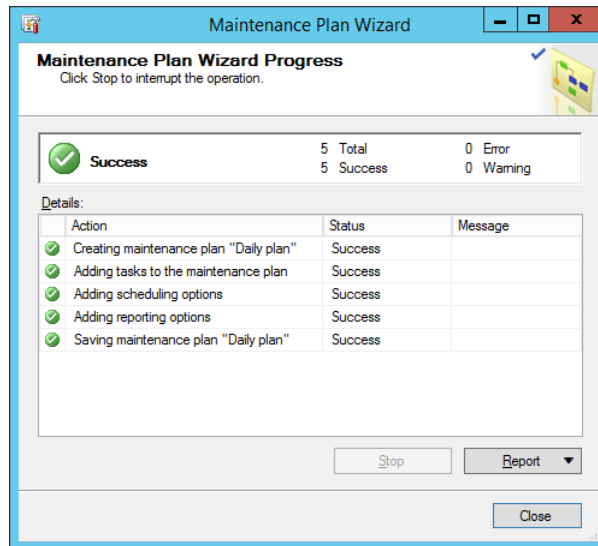 Maintenance Plan Wizard
Maintenance Plan Wizard Progress
Click Stop to interrupt the operation.
Success 5 Total 0 Error
5 Success 0 Warning
Details:
Action Status Message
Creating maintenance plan "Daily plan" Success
Adding tasks to the maintenance plan Success
Adding scheduling options Success
Adding reporting options Success
Saving maintenance plan "Daily plan" Success
Stop Report
Close